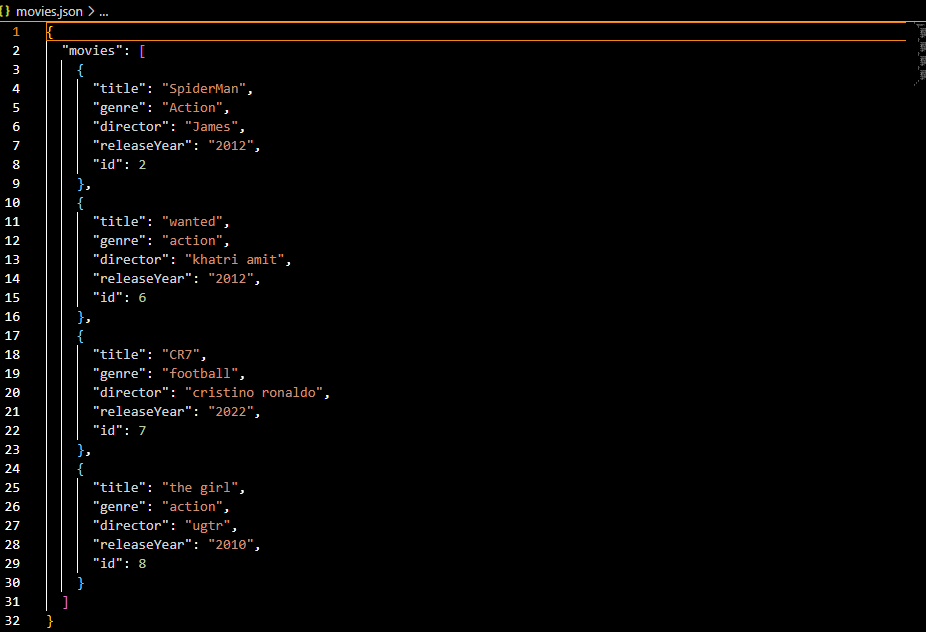 {} movies.json > ...
1 {
2 "movies": [
3 {
4 "title": "SpiderMan",
5 "genre": "Action",
6 "director": "James",
7 "releaseYear": "2012",
8 "id": 2
9 },
10 {
11 "title": "wanted",
12 "genre": "action",
13 "director": "khatri amit",
14 "releaseYear": "2012",
15 "id": 6
16 },
17 {
18 "title": "CR7",
19 "genre": "football",
20 "director": "cristino ronaldo",
21 "releaseYear": "2022",
22 "id": 7
23 },
24 {
25 "title": "the girl",
26 "genre": "action",
27 "director": "ugtr",
28 "releaseYear": "2010",
29 "id": 8
30 }
31 ]
32 }